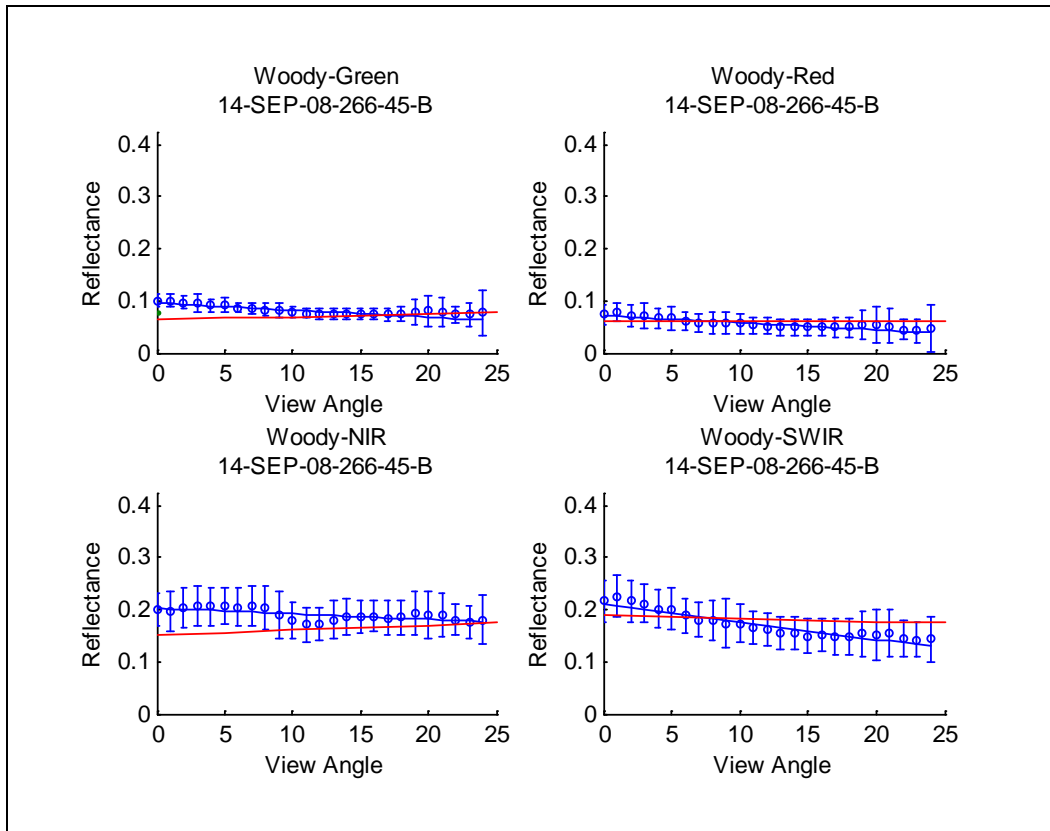 Woody-Green
14-SEP-08-266-45-B
0.4
0.3
0.2
0.1
0
Reflectance
0 5 10 15 20 25
View Angle
Woody-Red
14-SEP-08-266-45-B
0.4
0.3
0.2
0.1
0
Reflectance
0 5 10 15 20 25
View Angle
Woody-NIR
14-SEP-08-266-45-B
0.4
0.3
0.2
0.1
0
Reflectance
0 5 10 15 20 25
View Angle
Woody-SWIR
14-SEP-08-266-45-B
0.4
0.3
0.2
0.1
0
Reflectance
0 5 10 15 20 25
View Angle